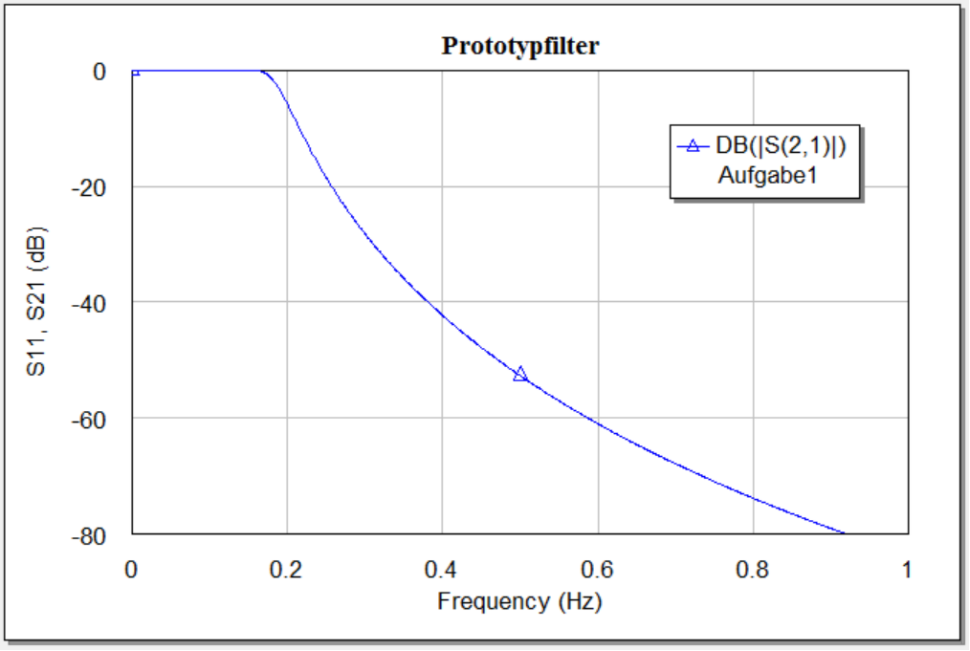 Prototypfilter
DB(|S(2,1)|)
Aufgabe1
S11, S21 (dB)
0
-20
-40
-60
-80
0 0.2 0.4 0.6 0.8 1
Frequency (Hz)